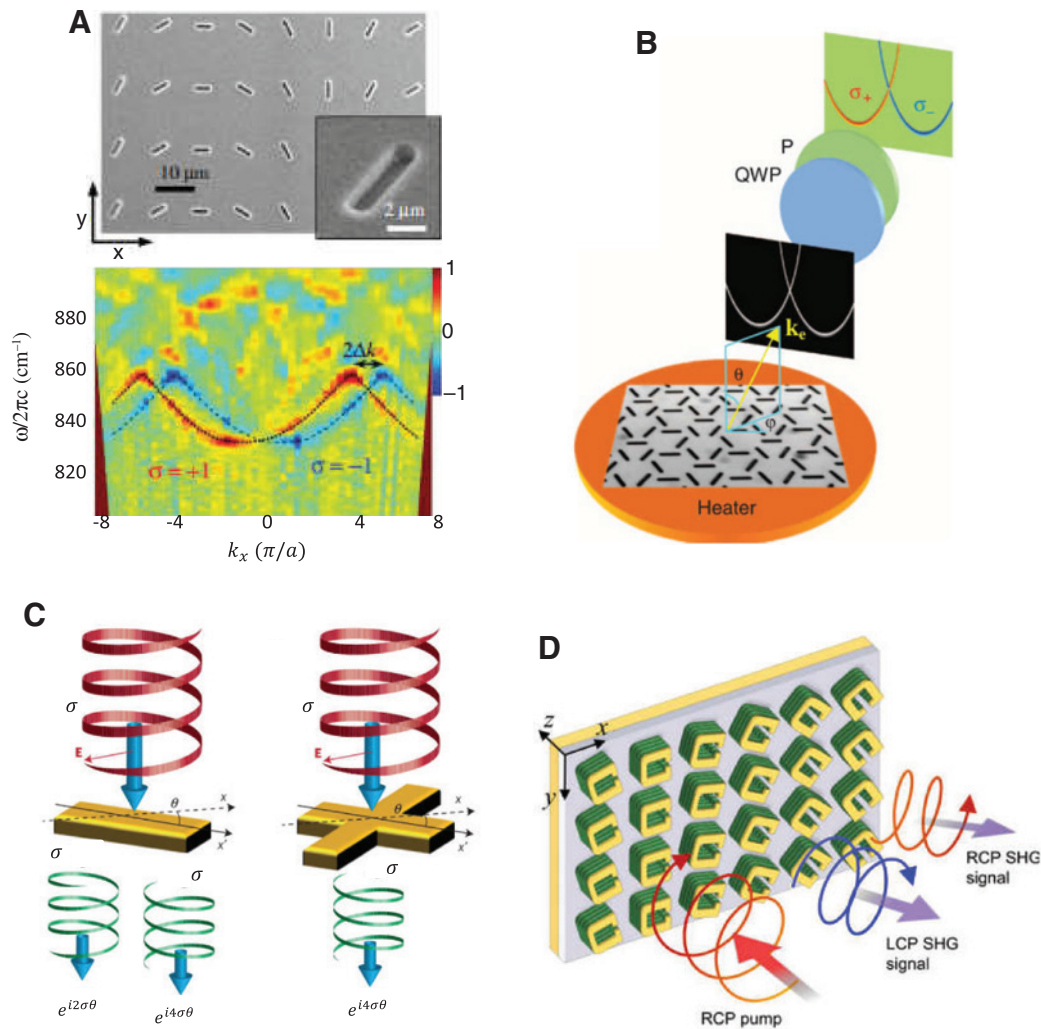 A
10 μm
2 μm
y
x
ω/2πc (cm⁻¹)
880
860
840
820
2Δk
σ = +1
σ = −1
1
0
−1
-8
-4
0
4
8
k_x (π/a)
B
σ₊
σ₋
P
QWP
k_e
θ
φ
Heater
C
σ
E
θ
x
x'
σ
σ
e^{i2σθ}
e^{i4σθ}
σ
E
θ
x
x'
σ
e^{i4σθ}
D
z
x
y
RCP SHG
signal
LCP SHG
signal
RCP pump